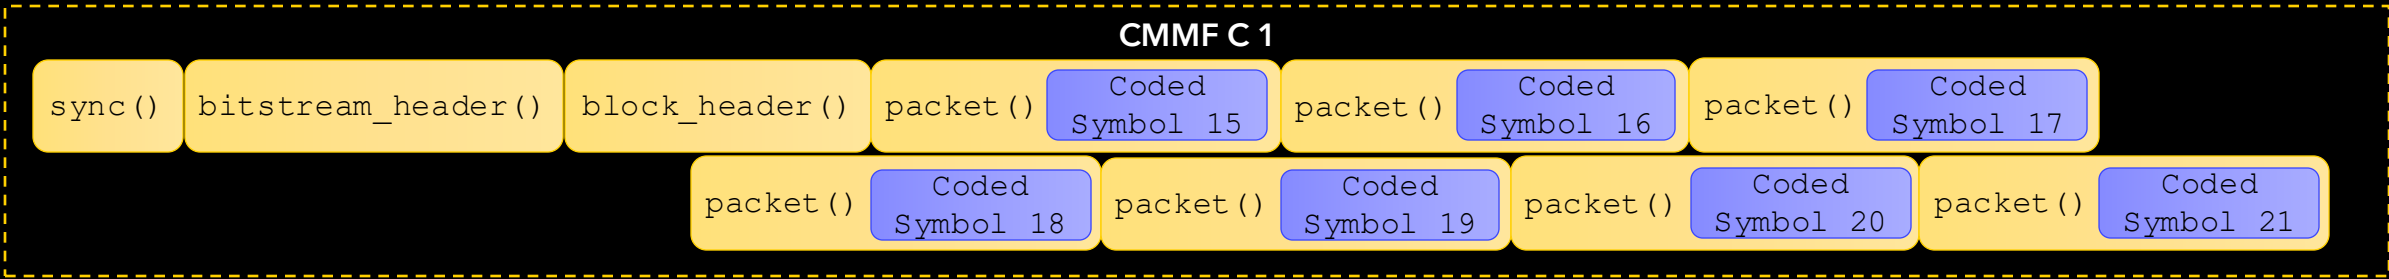 CMMF C 1
sync()
bitstream_header()
block_header()
packet()
Coded
Symbol 15
packet()
Coded
Symbol 16
packet()
Coded
Symbol 17
packet()
Coded
Symbol 18
packet()
Coded
Symbol 19
packet()
Coded
Symbol 20
packet()
Coded
Symbol 21